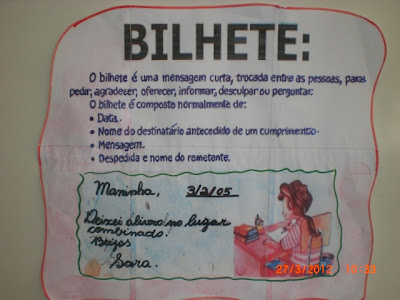 BILHETE:
O bilhete é uma mensagem curta, trocada entre as pessoas, para
pedir, agradecer, oferecer, informar, desculpar ou perguntar.
O bilhete é composto normalmente de:
• Data.
• Nome do destinatário antecedido de um cumprimento.
• Mensagem.
• Despedida e nome do remetente.
Maninha, 3/2/05
Deixei o livro no lugar
combinado.
Beijos
Sara.
27/3/2012 10:33